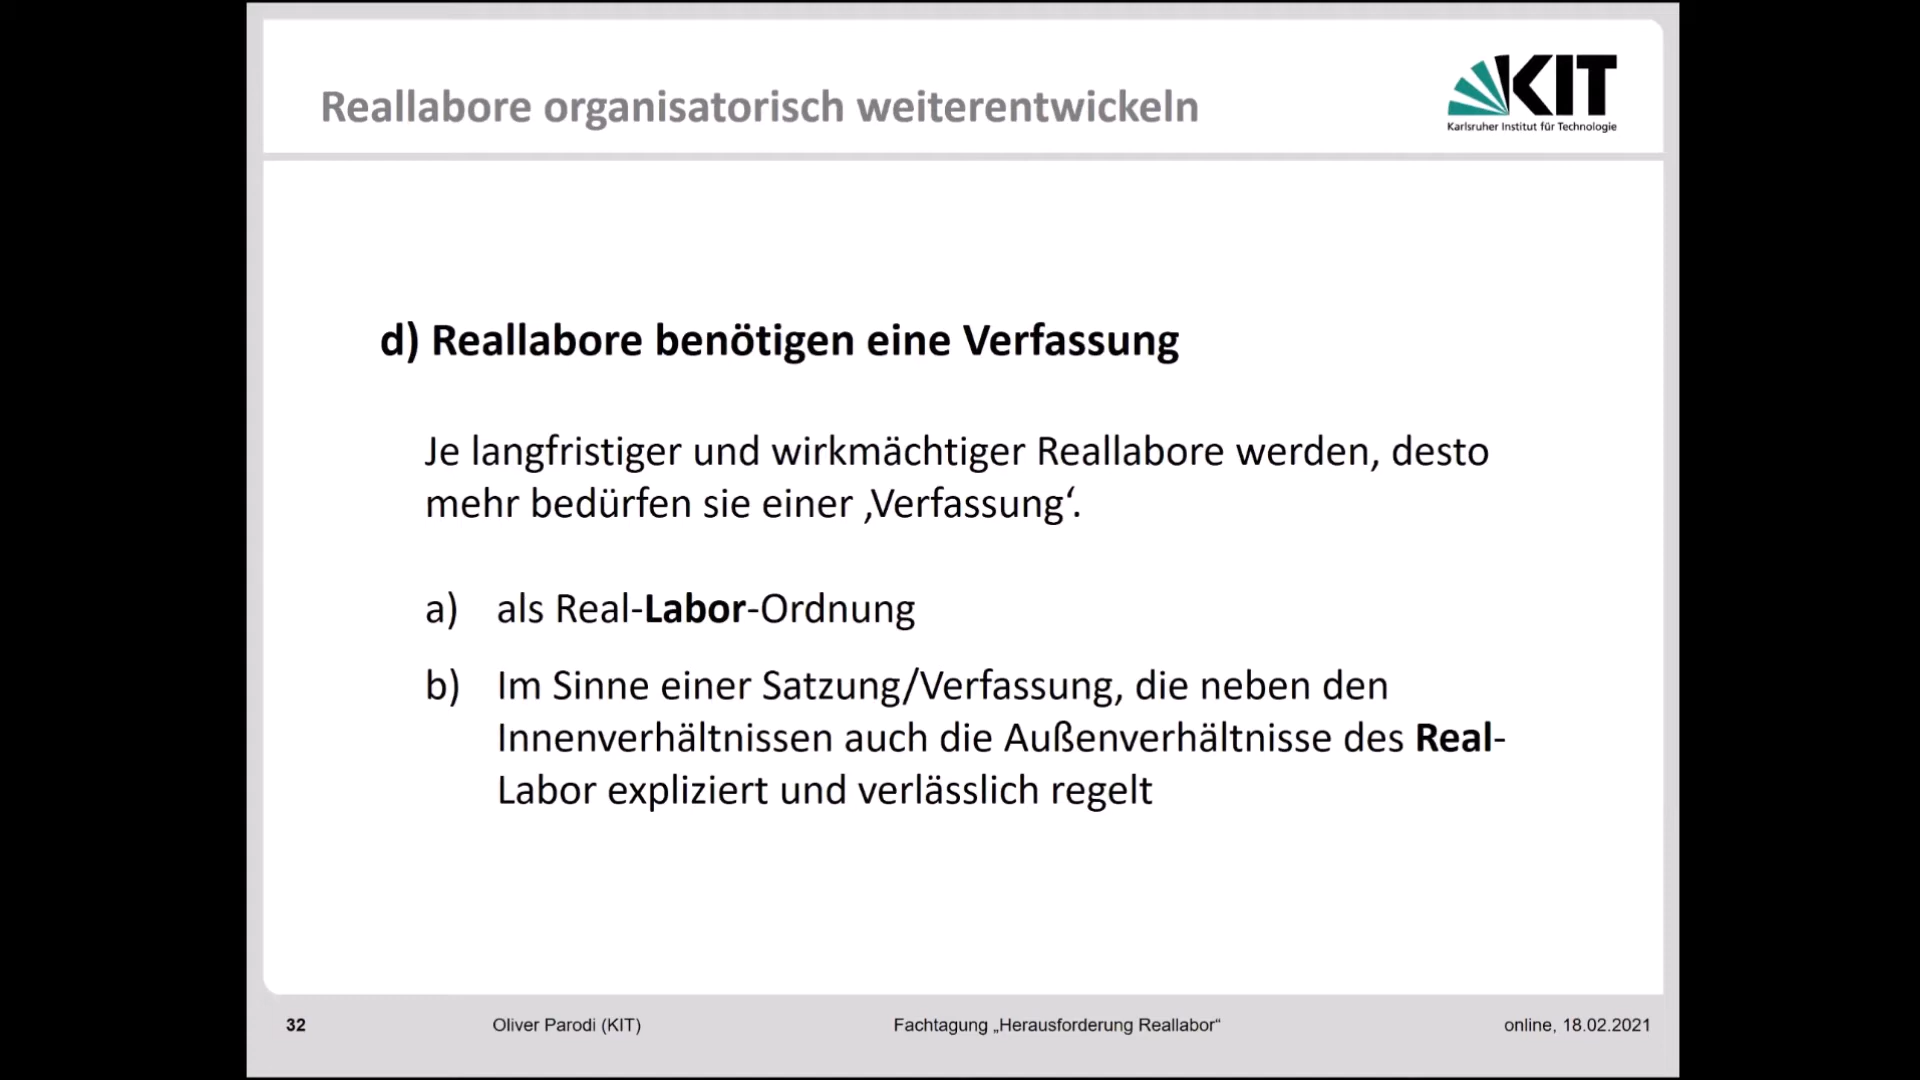 Reallabore organisatorisch weiterentwickeln
KIT
Karlsruher Institut für Technologie
d) Reallabore benötigen eine Verfassung
Je langfristiger und wirkmächtiger Reallabore werden, desto
mehr bedürfen sie einer ‚Verfassung‘.
a) als Real-Labor-Ordnung
b) Im Sinne einer Satzung/Verfassung, die neben den
Innenverhältnissen auch die Außenverhältnisse des Real-
Labor expliziert und verlässlich regelt
32 Oliver Parodi (KIT) Fachtagung „Herausforderung Reallabor“ online, 18.02.2021